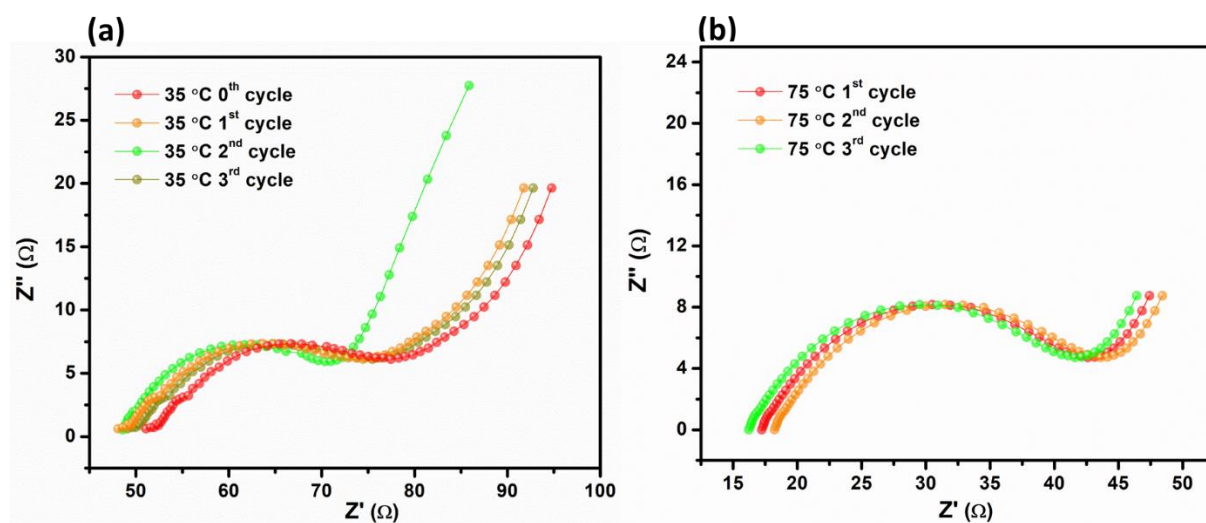 (a)
30
25
20
15
10
5
0
Z'' (Ω)
35 °C 0th cycle
35 °C 1st cycle
35 °C 2nd cycle
35 °C 3rd cycle
50 60 70 80 90 100
Z' (Ω)
(b)
24
20
16
12
8
4
0
Z'' (Ω)
75 °C 1st cycle
75 °C 2nd cycle
75 °C 3rd cycle
15 20 25 30 35 40 45 50
Z' (Ω)